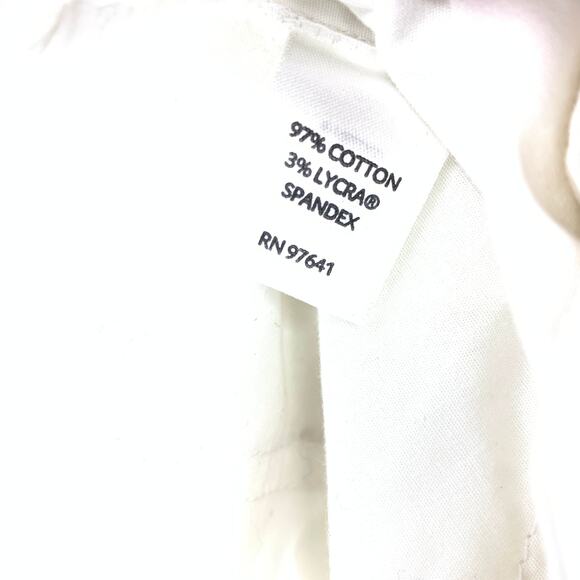 97% COTTON
3% LYCRA®
SPANDEX
RN 97641